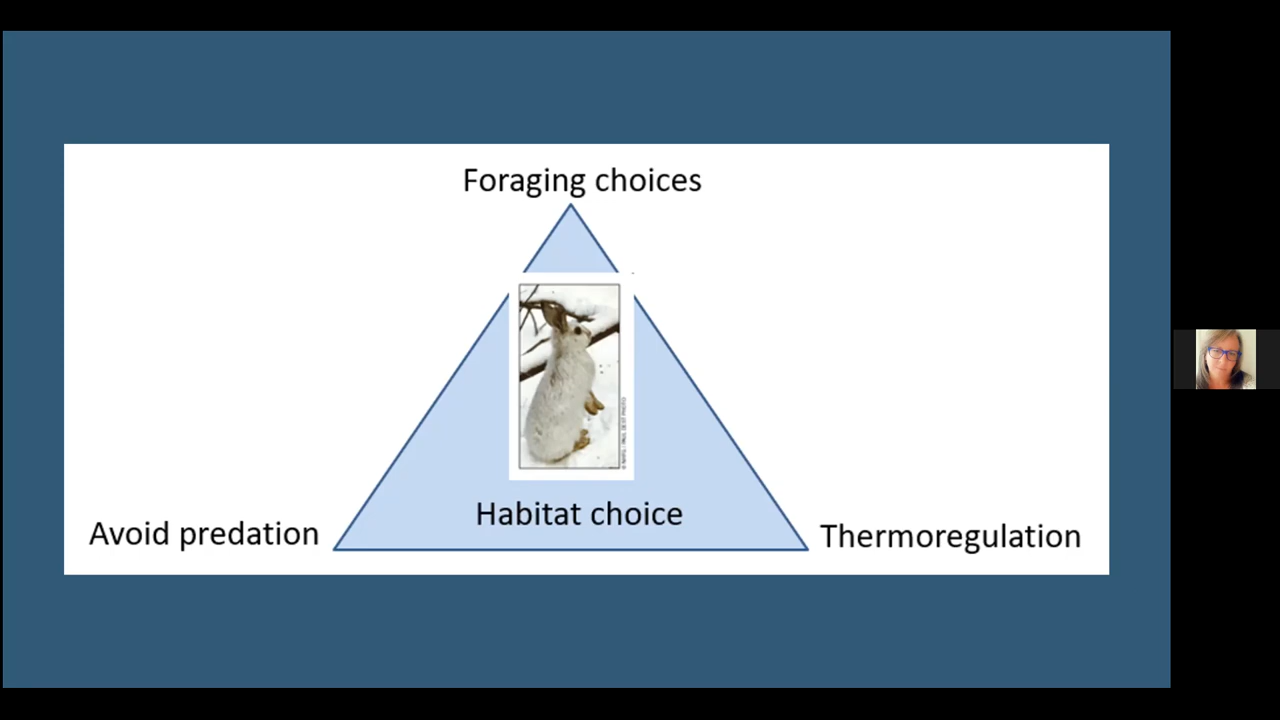 Foraging choices
Habitat choice
Avoid predation
Thermoregulation